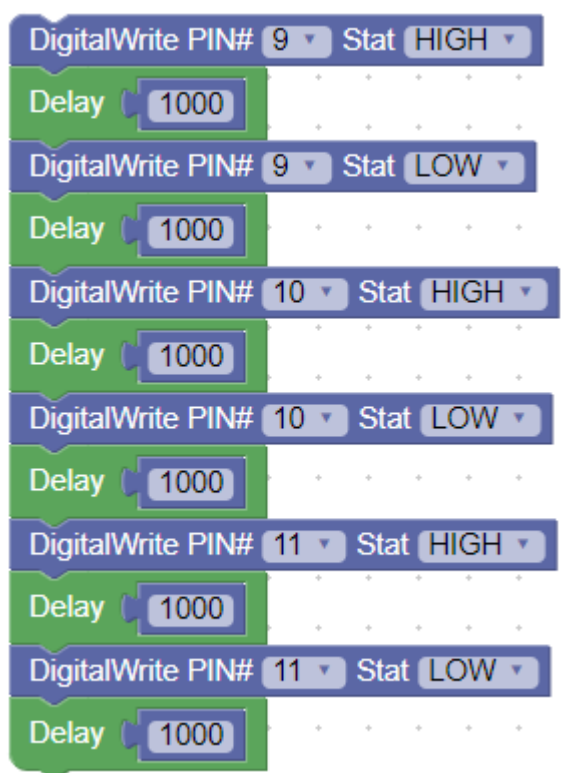 DigitalWrite PIN# 9 Stat HIGH
Delay 1000
DigitalWrite PIN# 9 Stat LOW
Delay 1000
DigitalWrite PIN# 10 Stat HIGH
Delay 1000
DigitalWrite PIN# 10 Stat LOW
Delay 1000
DigitalWrite PIN# 11 Stat HIGH
Delay 1000
DigitalWrite PIN# 11 Stat LOW
Delay 1000